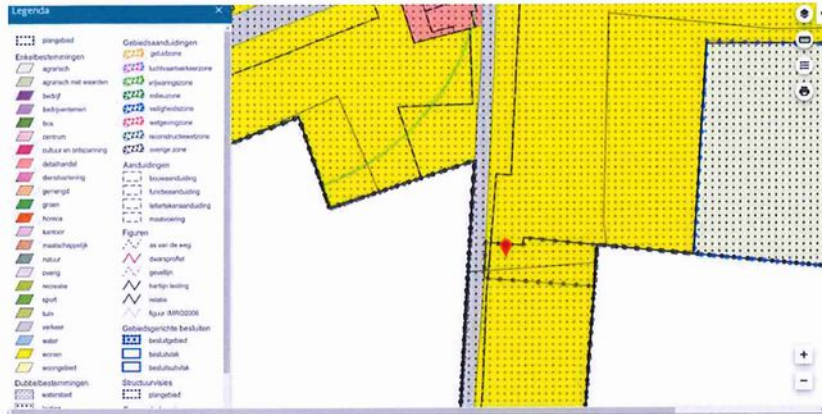 Legenda
plangebied
Enkelbestemmingen
agrarisch
agrarisch met waarden
bedrijf
bedrijventerrein
bos
centrum
cultuur en ontspanning
detailhandel
dienstverlening
gemengd
groen
horeca
kantoor
maatschappelijk
natuur
overig
recreatie
sport
tuin
verkeer
water
wonen
woongebied
Dubbelbestemmingen
waterstaat
leiding
Gebiedsaanduidingen
geluidzone
luchtvaartverkeerzone
vrijwaringszone
milieuzone
veiligheidszone
wetgevingzone
reconstructiewetzone
overige zone
Aanduidingen
bouwaanduiding
functieaanduiding
lettertekenaanduiding
maatvoering
Figuren
as van de weg
dwarsprofiel
gevellijn
hartlijn leiding
relatie
figuur IMRO2006
Gebiedsgerichte besluiten
besluitgebied
besluitvlak
besluitsubvlak
Structuurvisies
plangebied